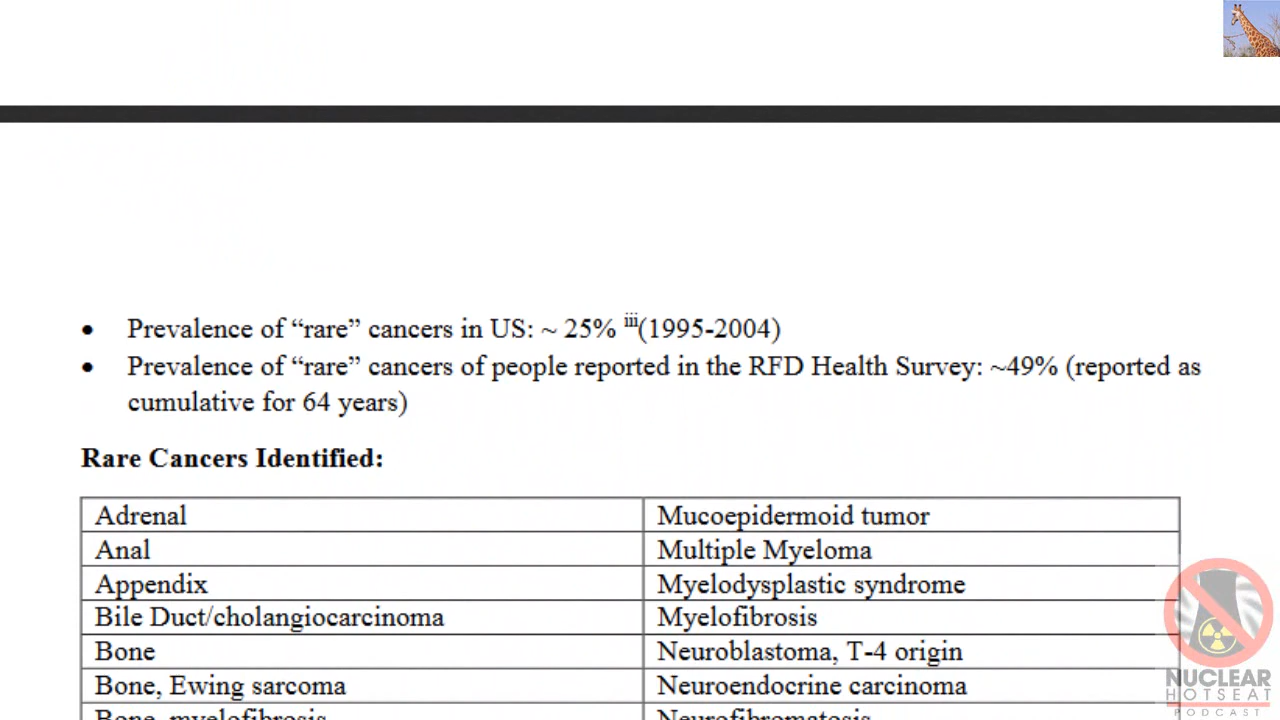 • Prevalence of “rare” cancers in US: ~ 25% iii(1995-2004)
• Prevalence of “rare” cancers of people reported in the RFD Health Survey: ~49% (reported as
cumulative for 64 years)
Rare Cancers Identified:
Adrenal Mucoepidermoid tumor
Anal Multiple Myeloma
Appendix Myelodysplastic syndrome
Bile Duct/cholangiocarcinoma Myelofibrosis
Bone Neuroblastoma, T-4 origin
Bone, Ewing sarcoma Neuroendocrine carcinoma
Bone, myelofibrosis Neurofibromatosis
NUCLEAR
HOTSEAT
PODCAST